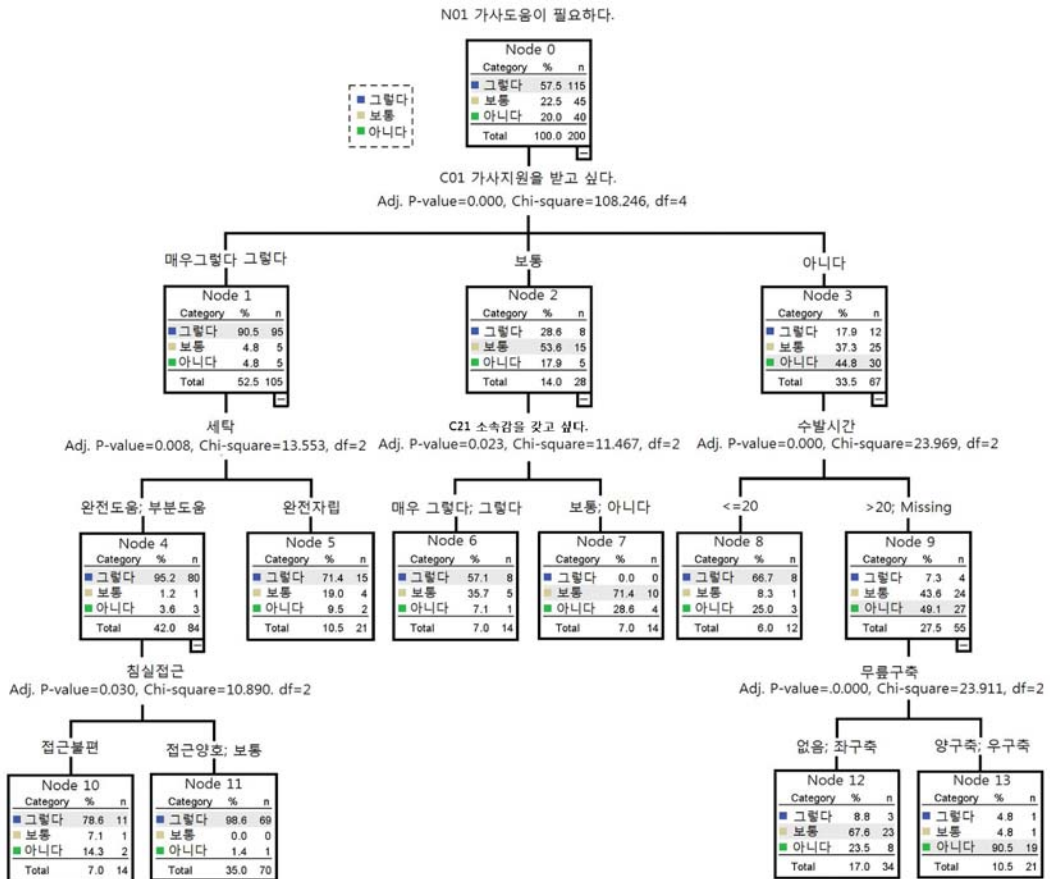 N01 가사도움이 필요하다.
Node 0
Category % n
그렇다 57.5 115
보통 22.5 45
아니다 20.0 40
Total 100.0 200
그렇다
보통
아니다
C01 가사지원을 받고 싶다.
Adj. P-value=0.000, Chi-square=108.246, df=4
매우그렇다 그렇다
보통
아니다
Node 1
Category % n
그렇다 90.5 95
보통 4.8 5
아니다 4.8 5
Total 52.5 105
Node 2
Category % n
그렇다 28.6 8
보통 53.6 15
아니다 17.9 5
Total 14.0 28
Node 3
Category % n
그렇다 17.9 12
보통 37.3 25
아니다 44.8 30
Total 33.5 67
세탁
Adj. P-value=0.008, Chi-square=13.553, df=2
C21 소속감을 갖고 싶다.
Adj. P-value=0.023, Chi-square=11.467, df=2
수발시간
Adj. P-value=0.000, Chi-square=23.969, df=2
완전도움; 부분도움
완전자립
매우 그렇다; 그렇다
보통; 아니다
<=20
>20; Missing
Node 4
Category % n
그렇다 95.2 80
보통 1.2 1
아니다 3.6 3
Total 42.0 84
Node 5
Category % n
그렇다 71.4 15
보통 19.0 4
아니다 9.5 2
Total 10.5 21
Node 6
Category % n
그렇다 57.1 8
보통 35.7 5
아니다 7.1 1
Total 7.0 14
Node 7
Category % n
그렇다 0.0 0
보통 71.4 10
아니다 28.6 4
Total 7.0 14
Node 8
Category % n
그렇다 66.7 8
보통 8.3 1
아니다 25.0 3
Total 6.0 12
Node 9
Category % n
그렇다 7.3 4
보통 43.6 24
아니다 49.1 27
Total 27.5 55
침실접근
Adj. P-value=0.030, Chi-square=10.890. df=2
무릎구축
Adj. P-value=.0.000, Chi-square=23.911, df=2
접근불편
접근양호; 보통
없음; 좌구축
양구축; 우구축
Node 10
Category % n
그렇다 78.6 11
보통 7.1 1
아니다 14.3 2
Total 7.0 14
Node 11
Category % n
그렇다 98.6 69
보통 0.0 0
아니다 1.4 1
Total 35.0 70
Node 12
Category % n
그렇다 8.8 3
보통 67.6 23
아니다 23.5 8
Total 17.0 34
Node 13
Category % n
그렇다 4.8 1
보통 4.8 1
아니다 90.5 19
Total 10.5 21